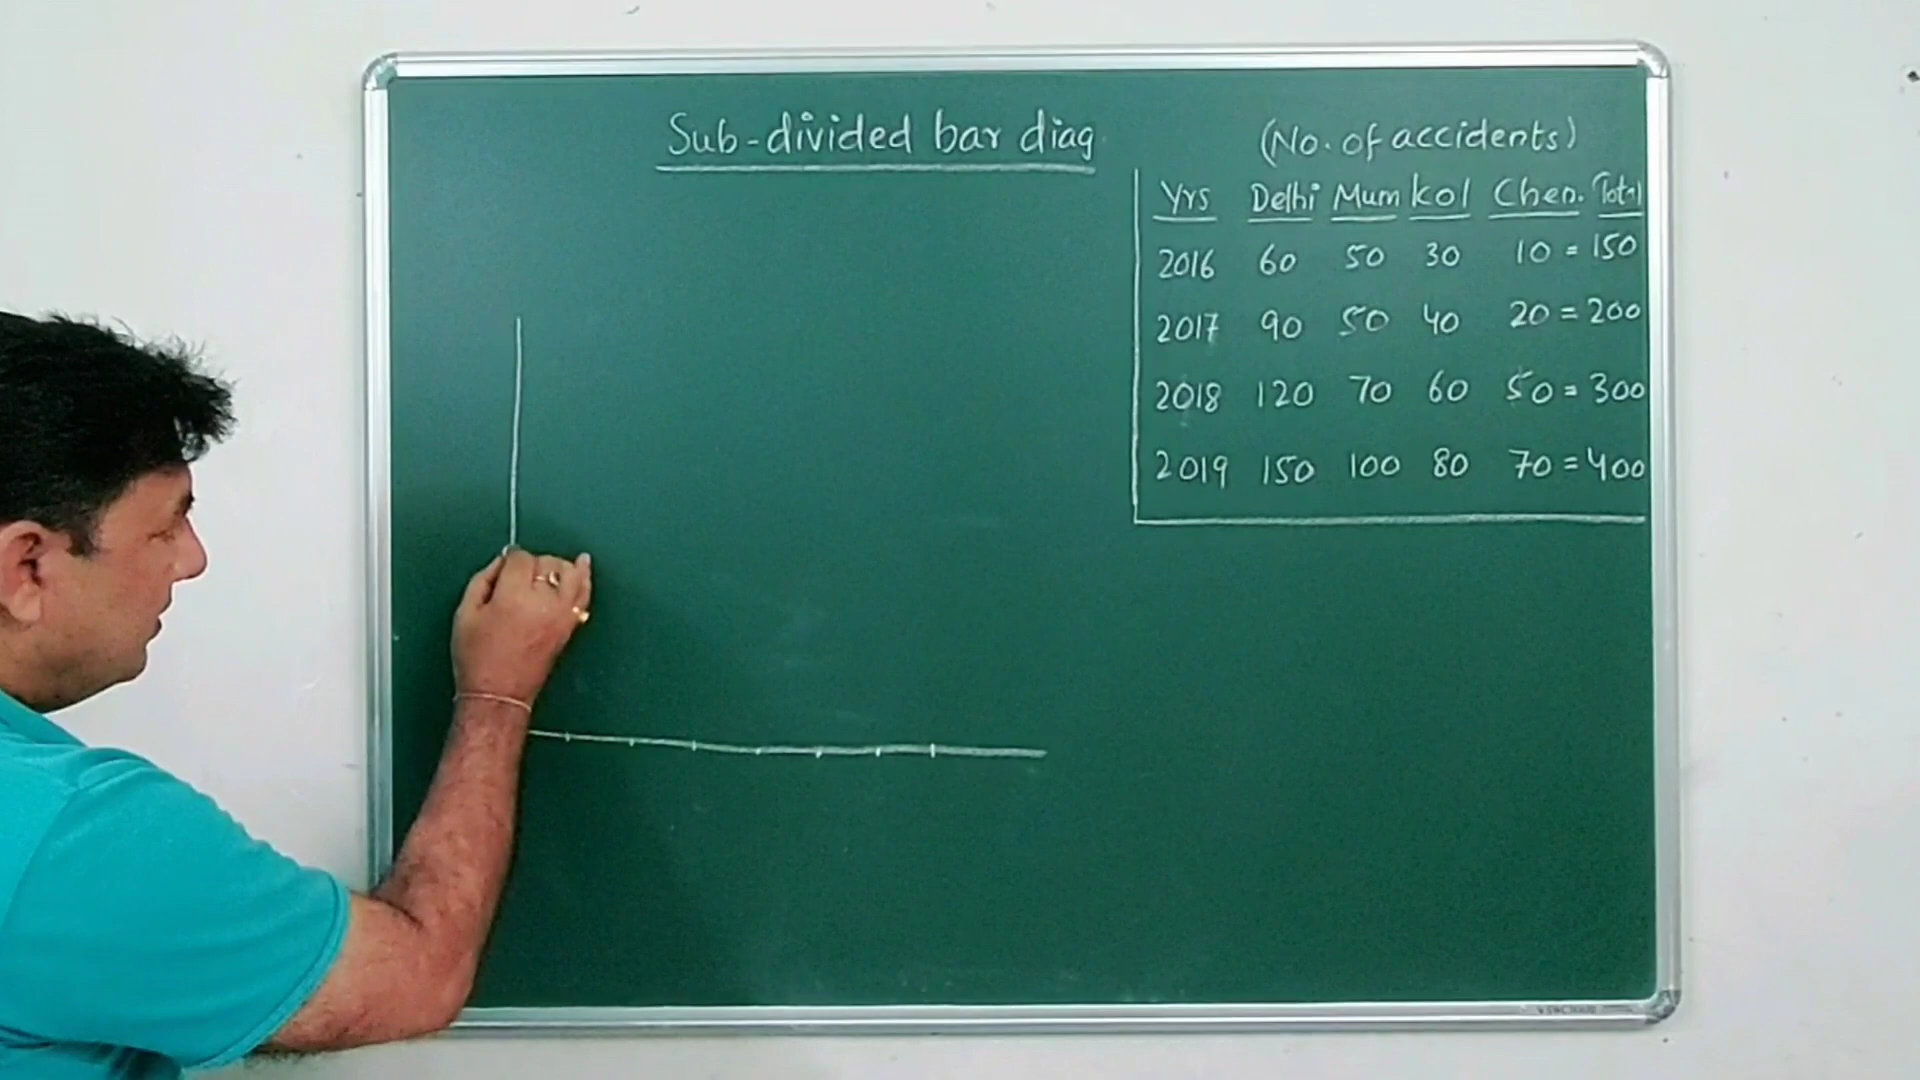 Sub-divided bar diag.
(No. of accidents)
Yrs Delhi Mum Kol Chen. Total
2016 60 50 30 10 = 150
2017 90 50 40 20 = 200
2018 120 70 60 50 = 300
2019 150 100 80 70 = 400